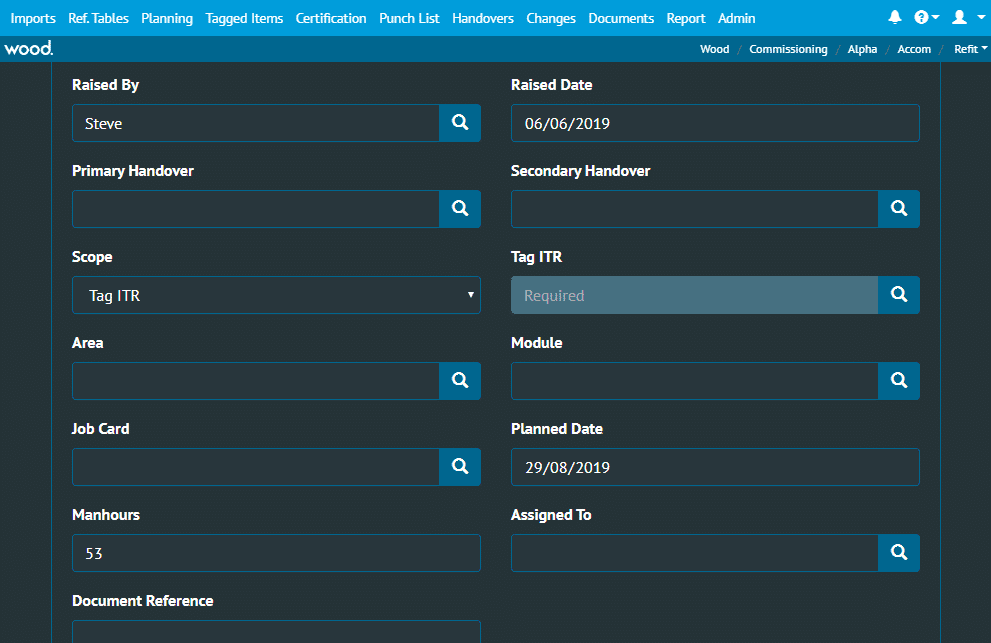 Imports Ref. Tables Planning Tagged Items Certification Punch List Handovers Changes Documents Report Admin
wood. Wood / Commissioning / Alpha / Accom / Refit
Raised By Raised Date
Steve 06/06/2019
Primary Handover Secondary Handover
Scope Tag ITR
Tag ITR Required
Area Module
Job Card Planned Date
29/08/2019
Manhours Assigned To
53
Document Reference